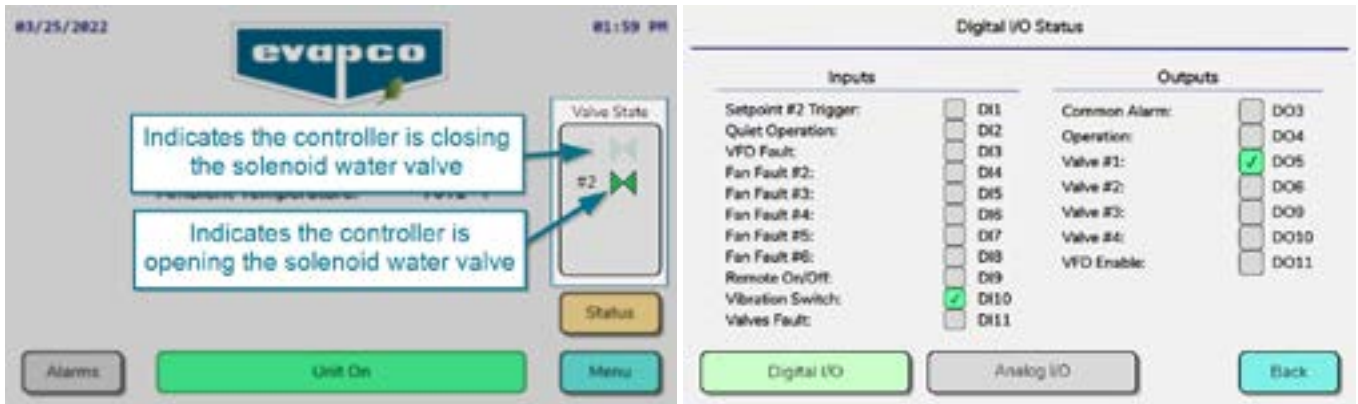 03/25/2022
01:59 PM
evapco
Valve State
Indicates the controller is closing
the solenoid water valve
#2
Indicates the controller is
opening the solenoid water valve
Status
Alarms
Unit On
Menu
Digital I/O Status
Inputs
Outputs
Setpoint #2 Trigger: DI1
Quiet Operation: DI2
VFD Fault: DI3
Fan Fault #2: DI4
Fan Fault #3: DI5
Fan Fault #4: DI6
Fan Fault #5: DI7
Fan Fault #6: DI8
Remote On/Off: DI9
Vibration Switch: DI10
Valves Fault: DI11
Common Alarm: DO3
Operation: DO4
Valve #1: DO5
Valve #2: DO6
Valve #3: DO9
Valve #4: DO10
VFD Enable: DO11
Digital I/O
Analog I/O
Back